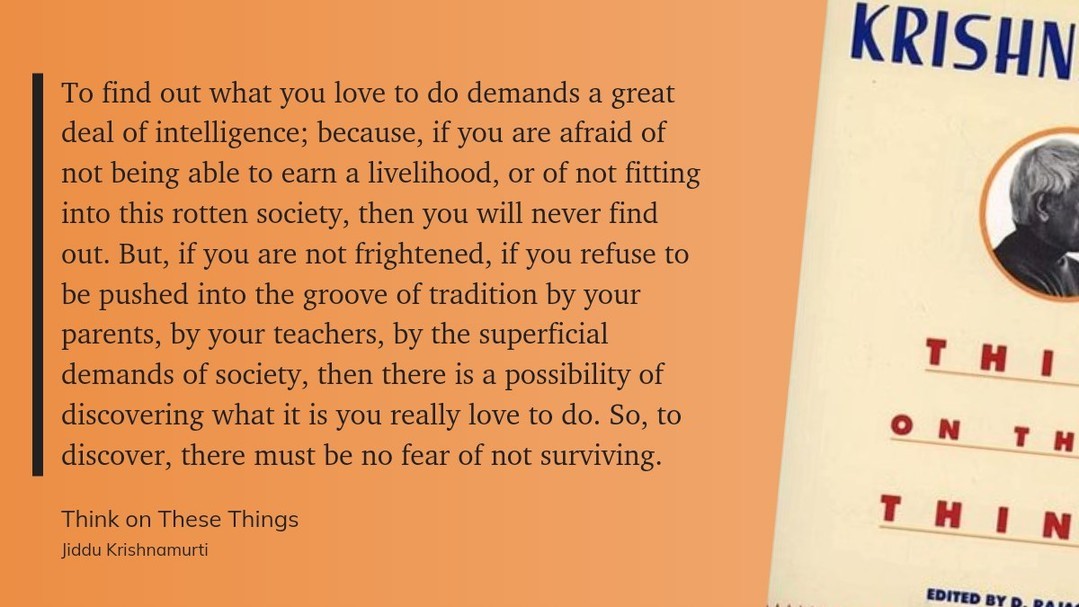 To find out what you love to do demands a great
deal of intelligence; because, if you are afraid of
not being able to earn a livelihood, or of not fitting
into this rotten society, then you will never find
out. But, if you are not frightened, if you refuse to
be pushed into the groove of tradition by your
parents, by your teachers, by the superficial
demands of society, then there is a possibility of
discovering what it is you really love to do. So, to
discover, there must be no fear of not surviving.
Think on These Things
Jiddu Krishnamurti
KRISHN
THI
ON TH
THIN
EDITED BY D. RAJA